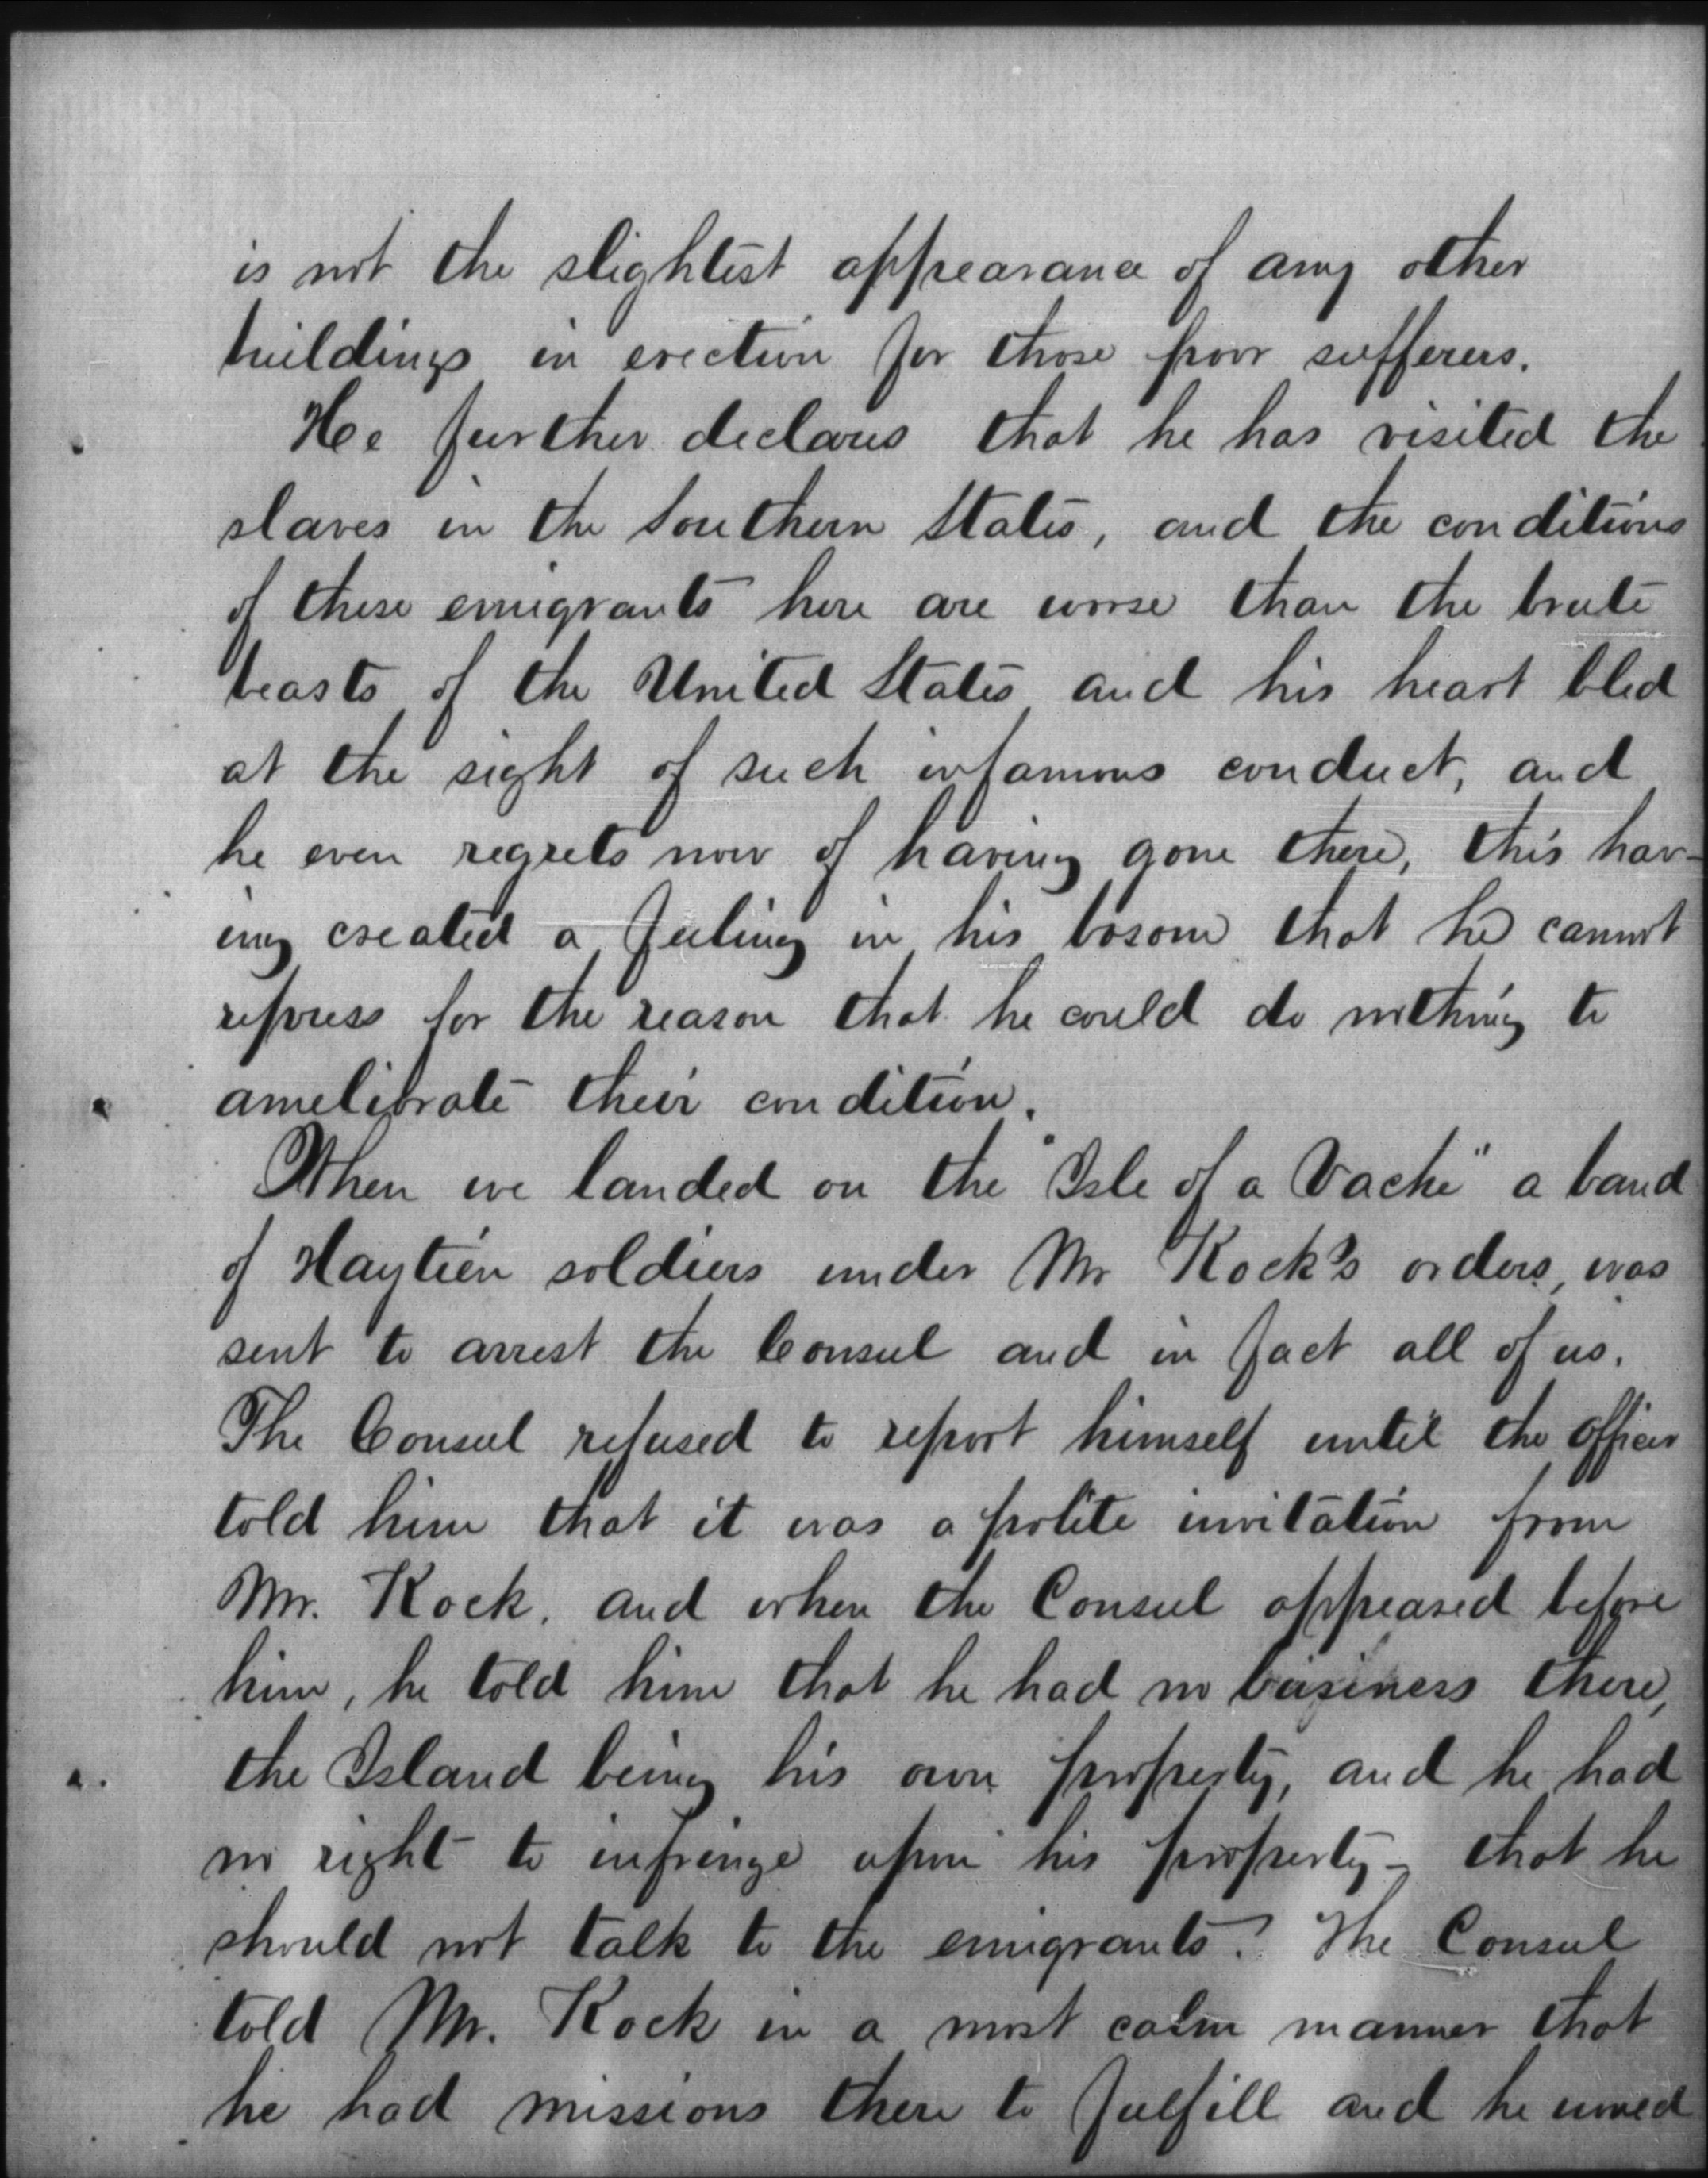 is not the slightest appearance of any other
buildings in erection for those poor sufferers.
He further declares that he has visited the
slaves in the Southern States, and the conditions
of these emigrants here are worse than the brute
beasts of the United States and his heart bled
at the sight of such infamous conduct, and
he even regrets now of having gone there, this hav-
ing created a feeling in his bosom that he cannot
repress for the reason that he could do nothing to
ameliorate their condition.
When we landed on the "Isle of a Vache" a band
of Haytien soldiers under Mr Kock's orders, was
sent to arrest the Consul and in fact all of us.
The Consul refused to report himself until the officer
told him that it was a polite invitation from
Mr. Kock, and when the Consul appeared before
him, he told him that he had no business there,
the Island being his own property, and he had
no right to infringe upon his property - that he
should not talk to the emigrants. The Consul
told Mr. Kock in a most calm manner that
he had missions there to fulfill and he